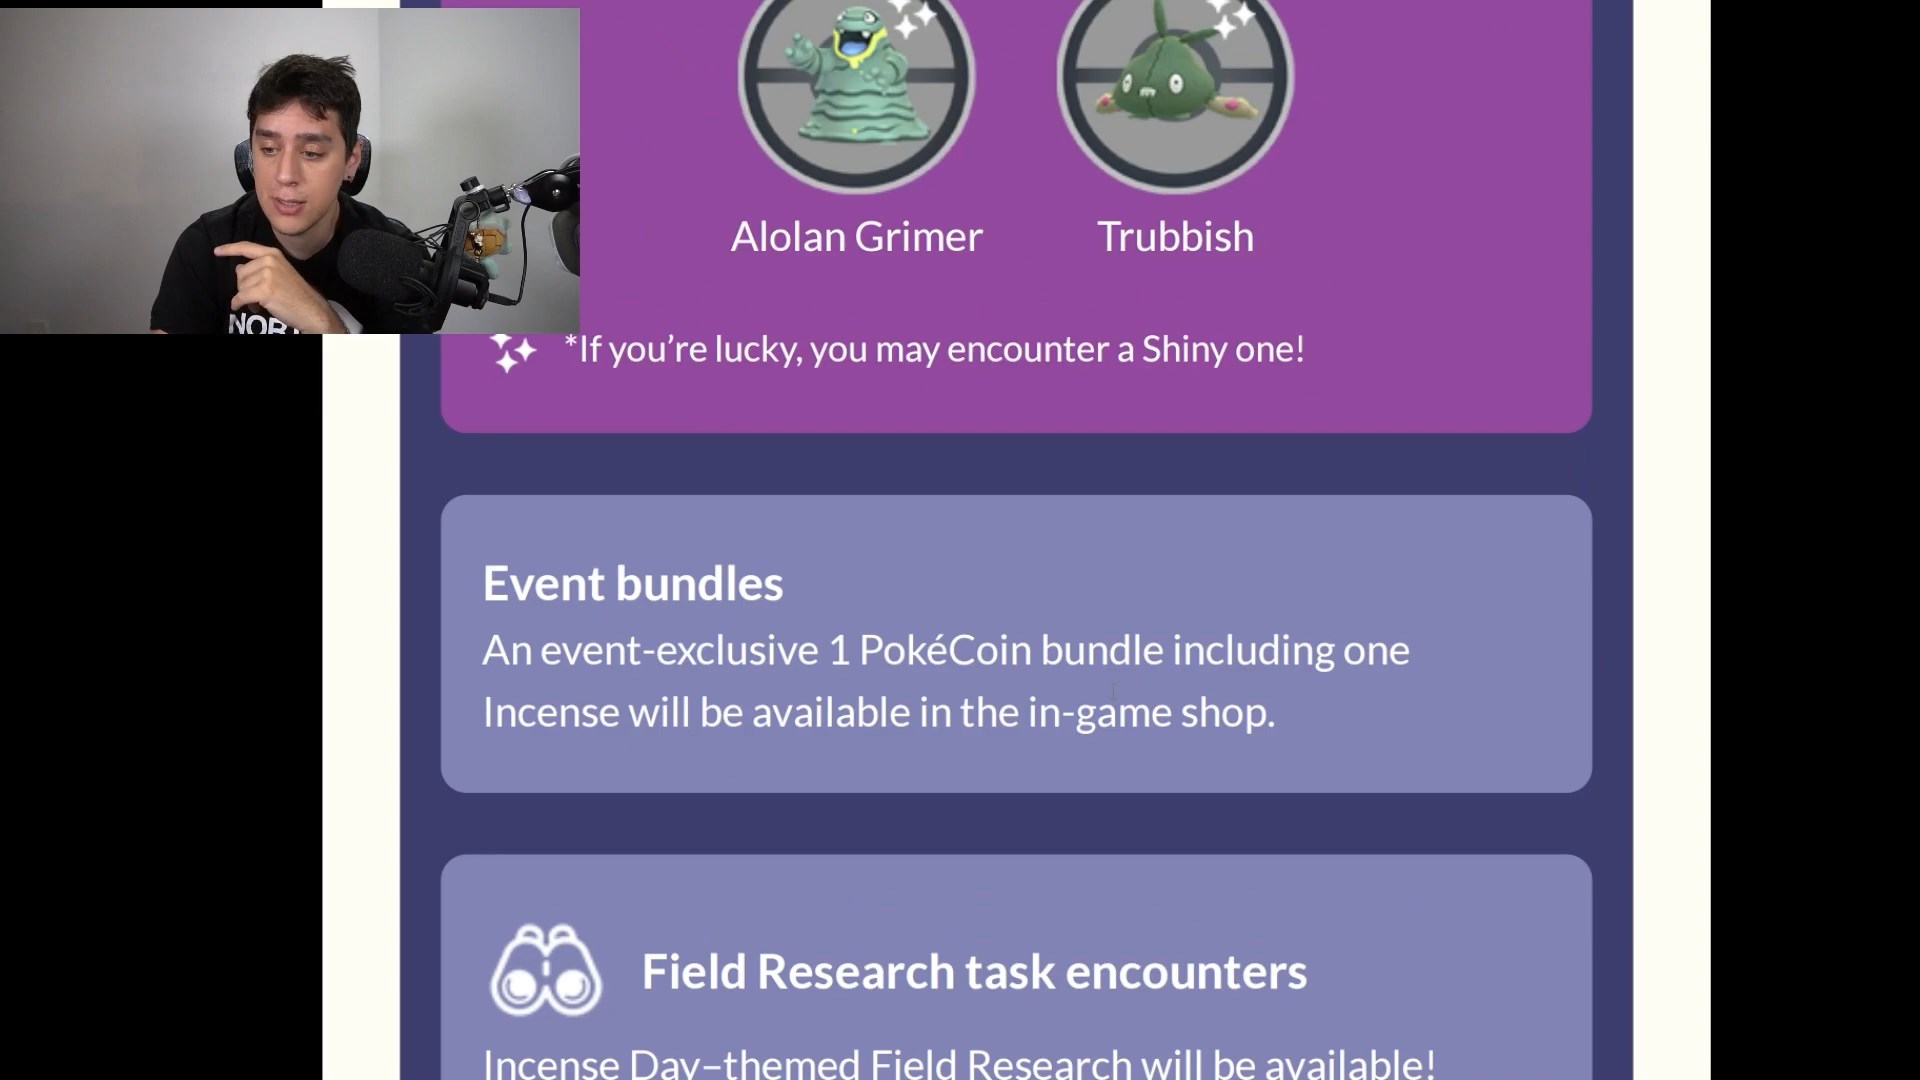 NOR
Alolan Grimer
Trubbish
*If you’re lucky, you may encounter a Shiny one!
Event bundles
An event-exclusive 1 PokéCoin bundle including one
Incense will be available in the in-game shop.
Field Research task encounters
Incense Day–themed Field Research will be available!